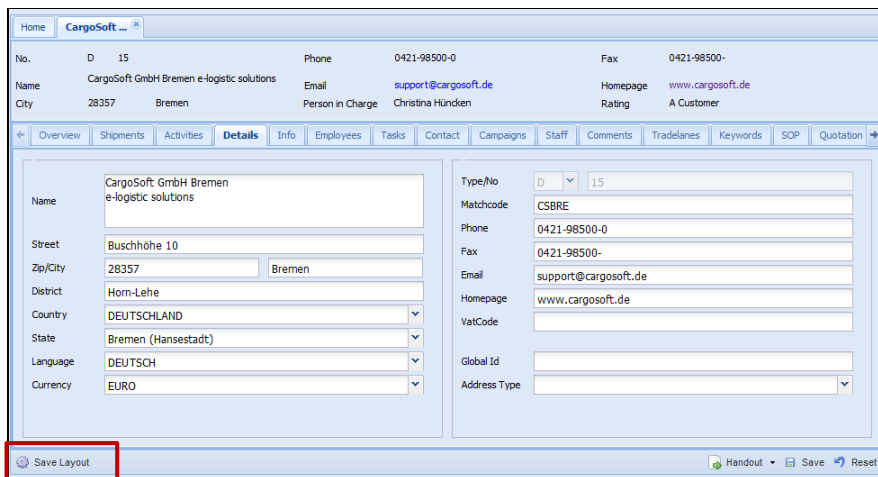 Home CargoSoft ...
No. D 15 Phone 0421-98500-0 Fax 0421-98500-
Name CargoSoft GmbH Bremen e-logistic solutions Email support@cargosoft.de Homepage www.cargosoft.de
City 28357 Bremen Person in Charge Christina Hüncken Rating A Customer
Overview Shipments Activities Details Info Employees Tasks Contact Campaigns Staff Comments Tradelanes Keywords SOP Quotation
Name CargoSoft GmbH Bremen
e-logistic solutions
Street Buschhöhe 10
Zip/City 28357 Bremen
District Horn-Lehe
Country DEUTSCHLAND
State Bremen (Hansestadt)
Language DEUTSCH
Currency EURO
Type/No D 15
Matchcode CSBRE
Phone 0421-98500-0
Fax 0421-98500-
Email support@cargosoft.de
Homepage www.cargosoft.de
VatCode
Global Id
Address Type
Save Layout Handout Save Reset